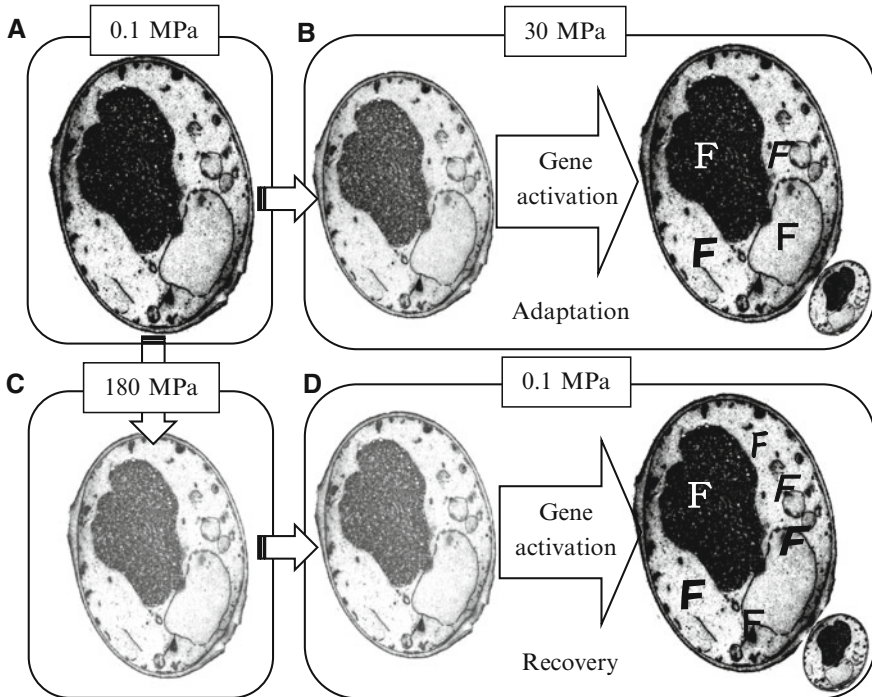 A
0.1 MPa
B
30 MPa
F
F
F
F
Gene
activation
Adaptation
C
180 MPa
D
0.1 MPa
F
F
F
F
F
F
Gene
activation
Recovery